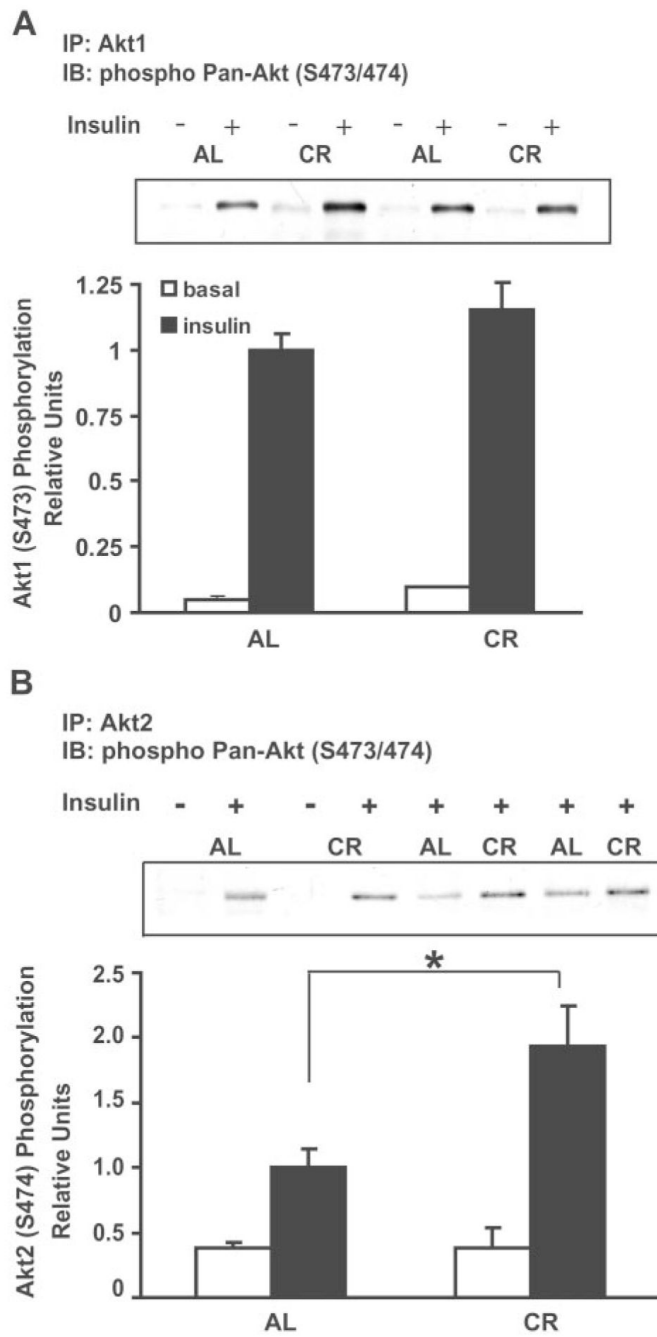 A
IP: Akt1
IB: phospho Pan-Akt (S473/474)
Insulin - + - + - + - +
AL CR AL CR
1.25
1
0.75
0.5
0.25
0
basal
insulin
Akt1 (S473) Phosphorylation
Relative Units
AL CR
B
IP: Akt2
IB: phospho Pan-Akt (S473/474)
Insulin - + - + + + + +
AL CR AL CR AL CR
2.5
2.0
1.5
1.0
0.5
0
*
Akt2 (S474) Phosphorylation
Relative Units
AL CR